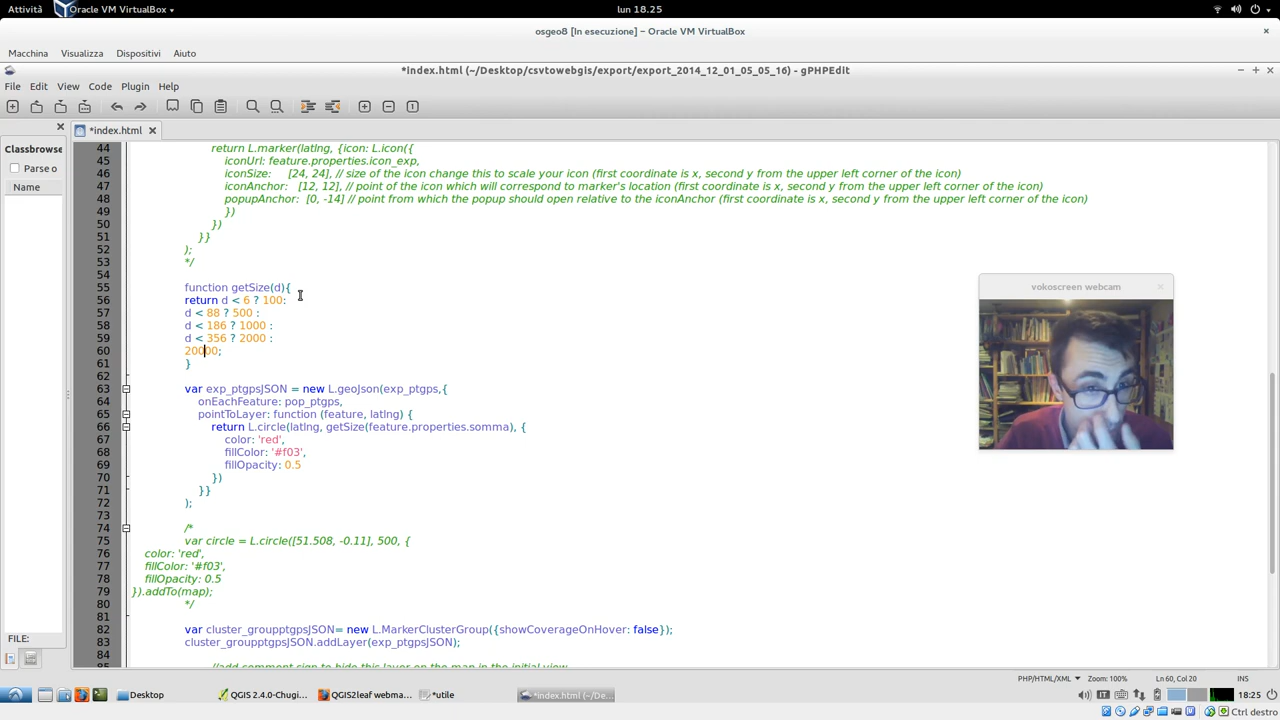 Attività
Oracle VM VirtualBox
lun 18.25
osgeo8 [In esecuzione] – Oracle VM VirtualBox
Macchina Visualizza Dispositivi Aiuto
*index.html (~/Desktop/csvtowebgis/export/export_2014_12_01_05_05_16) - gPHPEdit
File Edit View Code Plugin Help
Classbrowse
Parse o
Name
FILE:
*index.html
44 return L.marker(latlng, {icon: L.icon({
45 iconUrl: feature.properties.icon_exp,
46 iconSize: [24, 24], // size of the icon change this to scale your icon (first coordinate is x, second y from the upper left corner of the icon)
47 iconAnchor: [12, 12], // point of the icon which will correspond to marker's location (first coordinate is x, second y from the upper left corner of the icon)
48 popupAnchor: [0, -14] // point from which the popup should open relative to the iconAnchor (first coordinate is x, second y from the upper left corner of the icon)
49 })
50 })
51 }}
52 );
53 */
54
55 function getSize(d){
56 return d < 6 ? 100:
57 d < 88 ? 500 :
58 d < 186 ? 1000 :
59 d < 356 ? 2000 :
60 20000;
61 }
62
63 var exp_ptgpsJSON = new L.geoJson(exp_ptgps,{
64 onEachFeature: pop_ptgps,
65 pointToLayer: function (feature, latlng) {
66 return L.circle(latlng, getSize(feature.properties.somma), {
67 color: 'red',
68 fillColor: '#f03',
69 fillOpacity: 0.5
70 })
71 }}
72 );
73
74 /*
75 var circle = L.circle([51.508, -0.11], 500, {
76 color: 'red',
77 fillColor: '#f03',
78 fillOpacity: 0.5
79 }).addTo(map);
80 */
81
82 var cluster_groupptgpsJSON= new L.MarkerClusterGroup({showCoverageOnHover: false});
83 cluster_groupptgpsJSON.addLayer(exp_ptgpsJSON);
84
85 //add comment sign to hide this layer on the map in the initial view
vokoscreen webcam
PHP/HTML/XML Zoom: 100% Ln 60, Col 20 INS
Desktop
QGIS 2.4.0-Chugi...
QGIS2leaf webma...
*utile
*index.html (~/De...
IT
18:25
Ctrl destro